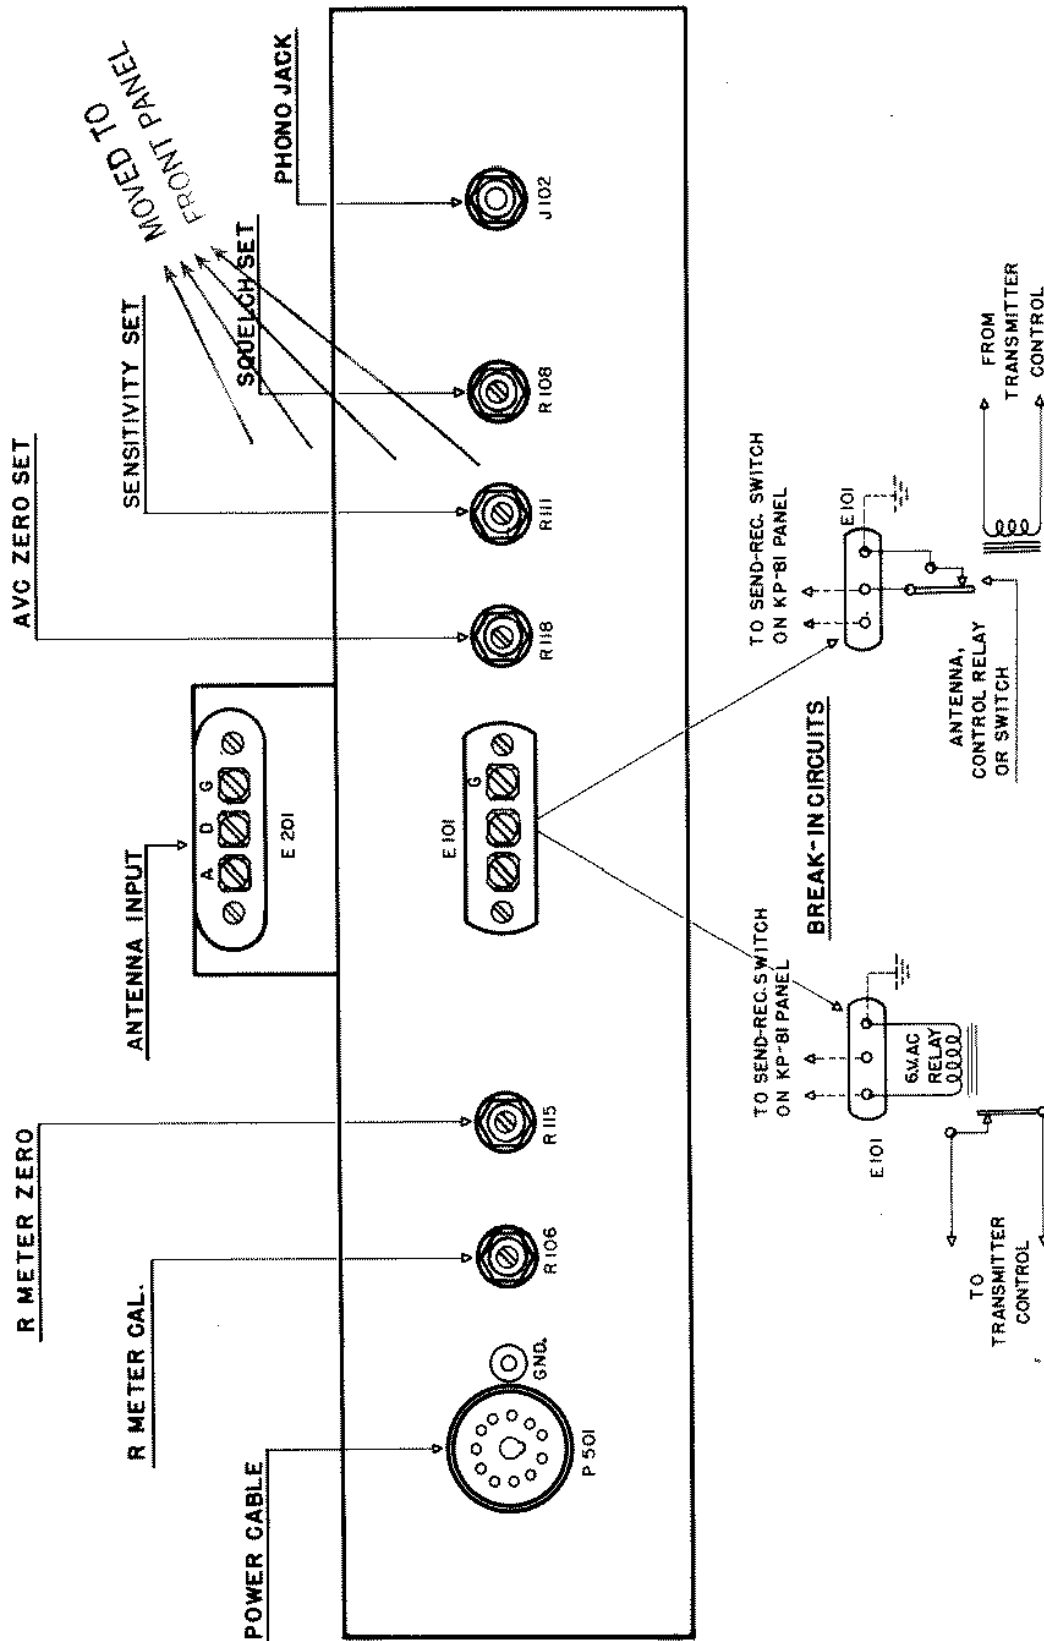 POWER CABLE
R METER CAL.
R METER ZERO
ANTENNA INPUT
AVC ZERO SET
SENSITIVITY SET
SQUELCH SET
PHONO JACK
MOVED TO
FRONT PANEL
A D G
E 201
P 501
GND.
R106
R115
E 101
G
R118
R111
R108
J102
TO SEND-REC. SWITCH
ON KP-81 PANEL
E 101
6V.AC
RELAY
TO
TRANSMITTER
CONTROL
BREAK-IN CIRCUITS
TO SEND-REC. SWITCH
ON KP-81 PANEL
E 101
ANTENNA,
CONTROL RELAY
OR SWITCH
FROM
TRANSMITTER
CONTROL